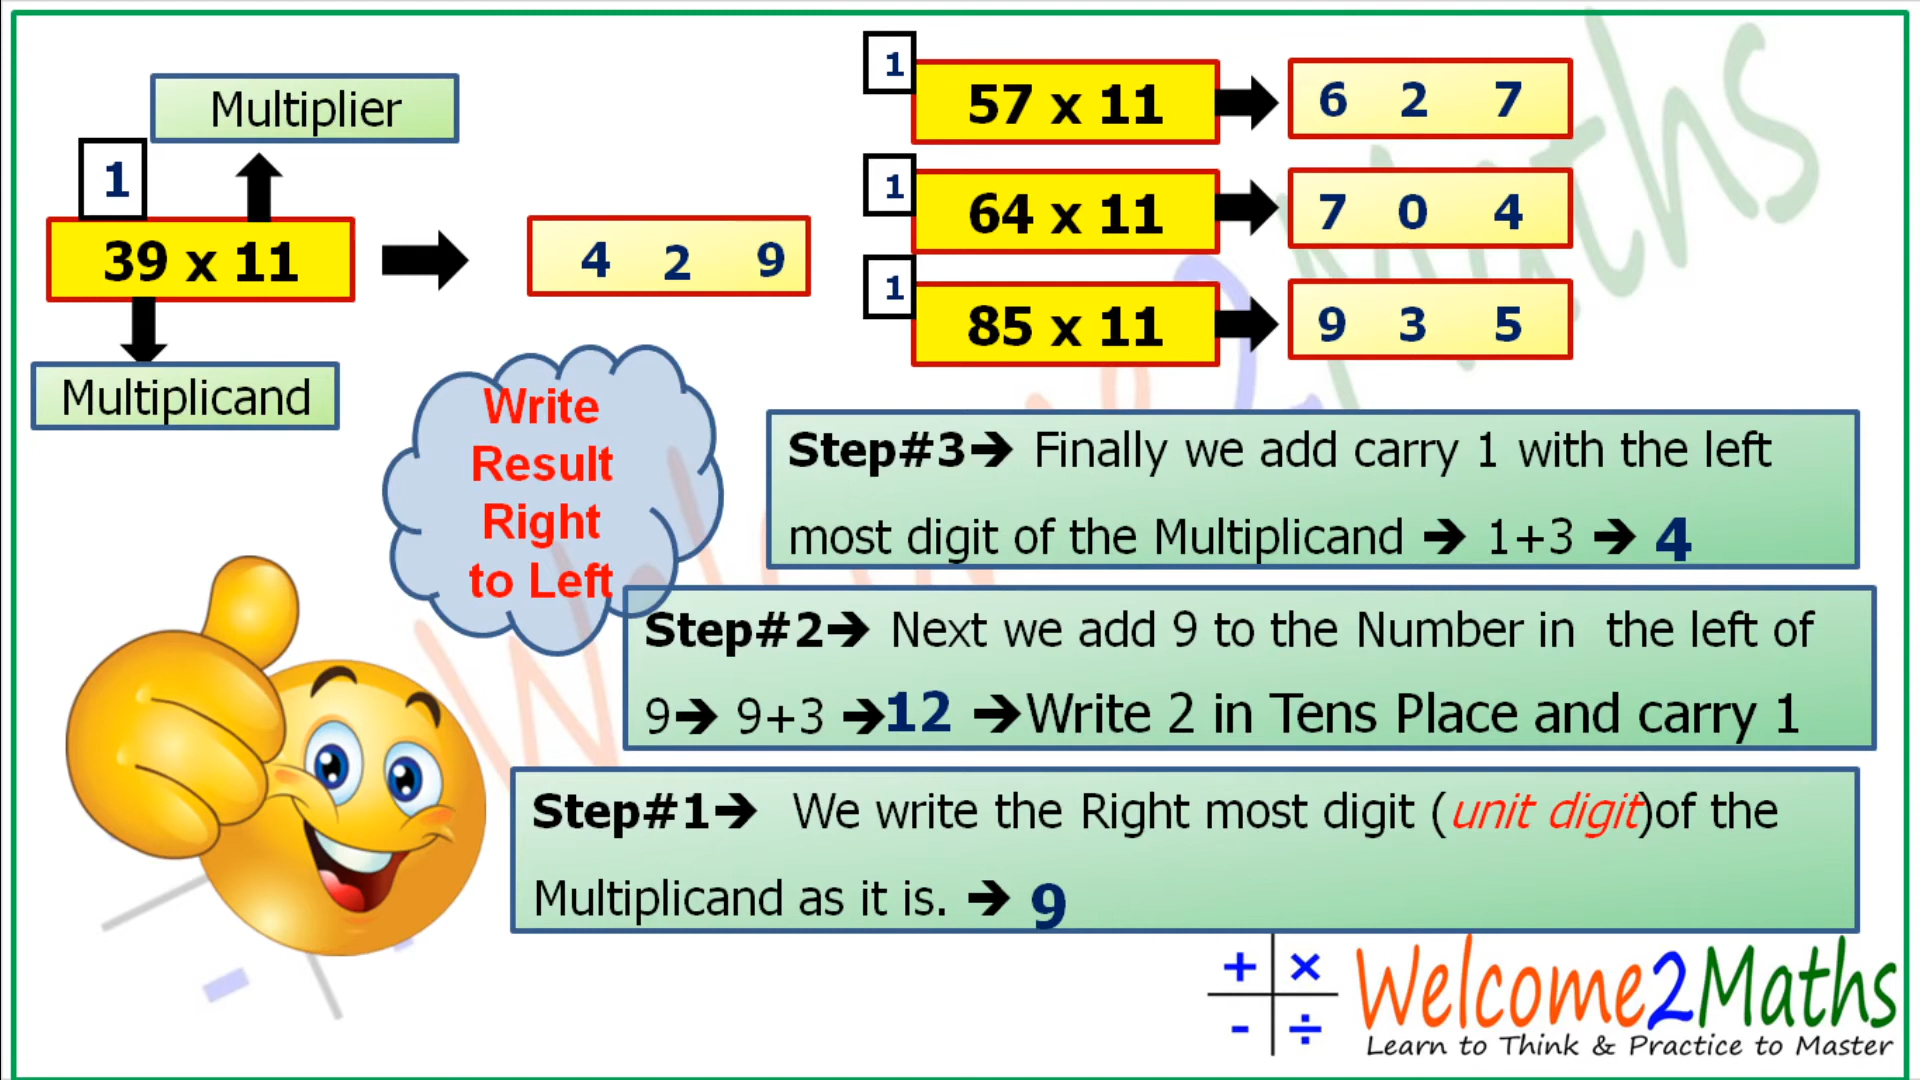 Multiplier
1
39 x 11
4 2 9
Multiplicand
1
57 x 11
6 2 7
1
64 x 11
7 0 4
1
85 x 11
9 3 5
Write
Result
Right
to Left
Step#3➔ Finally we add carry 1 with the left
most digit of the Multiplicand ➔ 1+3 ➔ 4
Step#2➔ Next we add 9 to the Number in the left of
9➔ 9+3 ➔12 ➔Write 2 in Tens Place and carry 1
Step#1➔ We write the Right most digit (unit digit)of the
Multiplicand as it is. ➔ 9
+ ×
- ÷
Welcome2Maths
Learn to Think & Practice to Master
Welcome2Maths